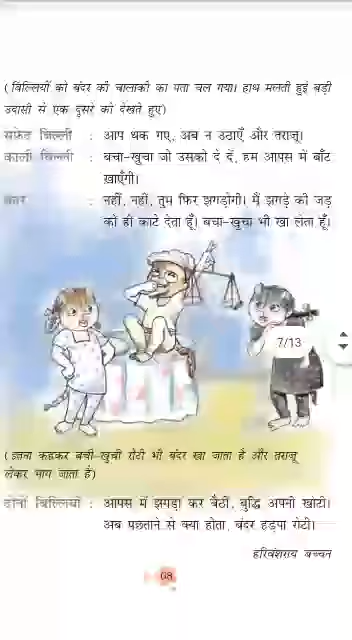 (बिल्लियों को बंदर की चालाकी का पता चल गया। हाथ मलती हुई बड़ी
उदासी से एक दूसरे को देखते हुए)
सफ़ेद बिल्ली : आप थक गए, अब न उठाएँ और तराजू।
काली बिल्ली : बचा-खुचा जो उसको दे दें, हम आपस में बाँट
खाएँगी।
बंदर : नहीं, नहीं, तुम फिर झगड़ोगी। मैं झगड़े की जड़
को ही काटे देता हूँ। बचा-खुचा भी खा लेता हूँ।
7/13
(इतना कहकर बची-खुची रोटी भी बंदर खा जाता है और तराजू
लेकर भाग जाता है)
दोनों बिल्लियाँ : आपस में झगड़ा कर बैठीं, बुद्धि अपनी खोटी।
अब पछताने से क्या होता, बंदर हड़पा रोटी।
हरिवंशराय बच्चन
68